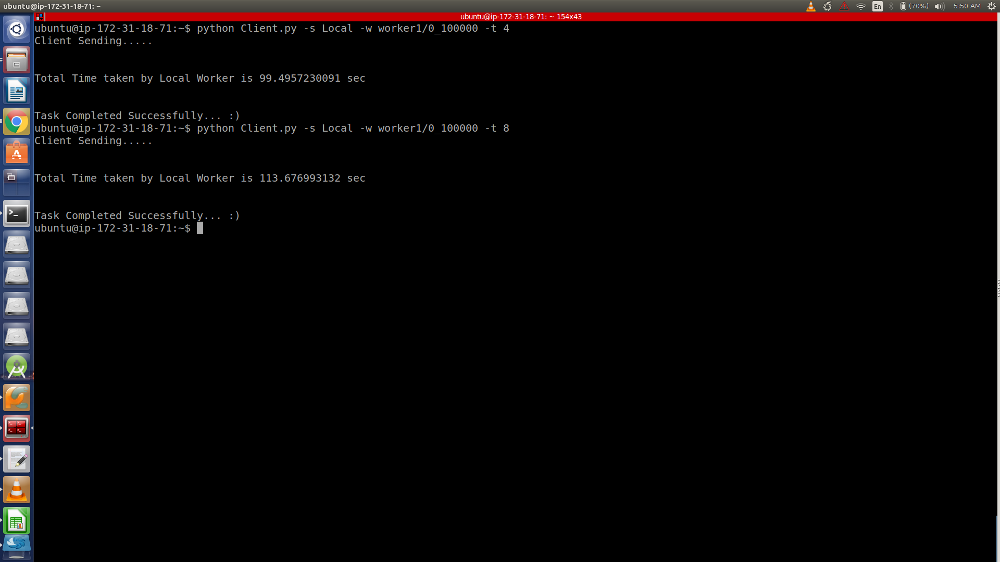 ubuntu@ip-172-31-18-71: ~
En
(70%)
5:50 AM
ubuntu@ip-172-31-18-71: ~ 154x43
ubuntu@ip-172-31-18-71:~$ python Client.py -s Local -w worker1/0_100000 -t 4
Client Sending.....
Total Time taken by Local Worker is 99.4957230091 sec
Task Completed Successfully... :)
ubuntu@ip-172-31-18-71:~$ python Client.py -s Local -w worker1/0_100000 -t 8
Client Sending.....
Total Time taken by Local Worker is 113.676993132 sec
Task Completed Successfully... :)
ubuntu@ip-172-31-18-71:~$